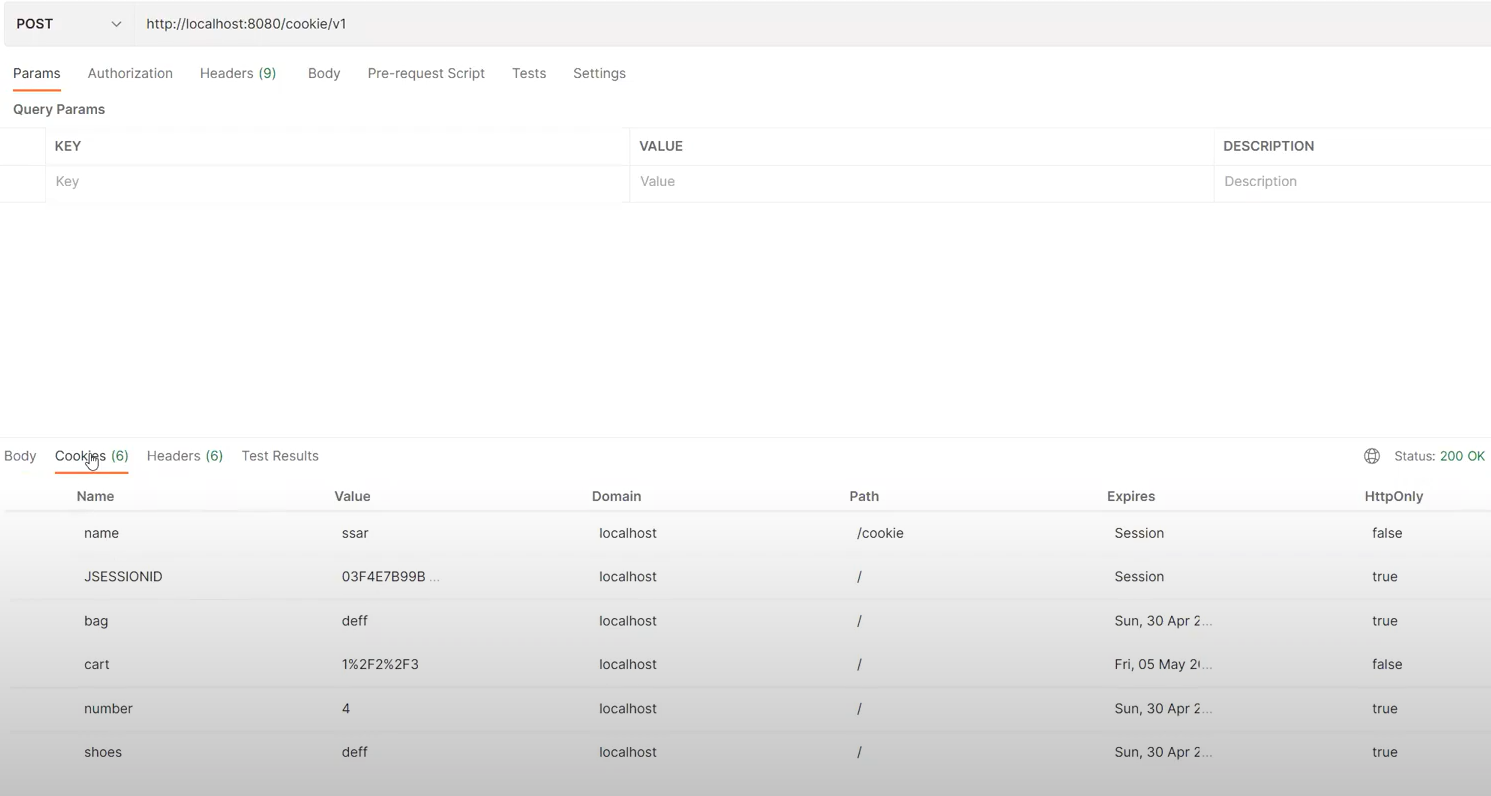 POST http://localhost:8080/cookie/v1
Params Authorization Headers (9) Body Pre-request Script Tests Settings
Query Params
KEY VALUE DESCRIPTION
Key Value Description
Body Cookies (6) Headers (6) Test Results Status: 200 OK
Name Value Domain Path Expires HttpOnly
name ssar localhost /cookie Session false
JSESSIONID 03F4E7B99B ... localhost / Session true
bag deff localhost / Sun, 30 Apr 2... true
cart 1%2F2%2F3 localhost / Fri, 05 May 2(... false
number 4 localhost / Sun, 30 Apr 2... true
shoes deff localhost / Sun, 30 Apr 2... true